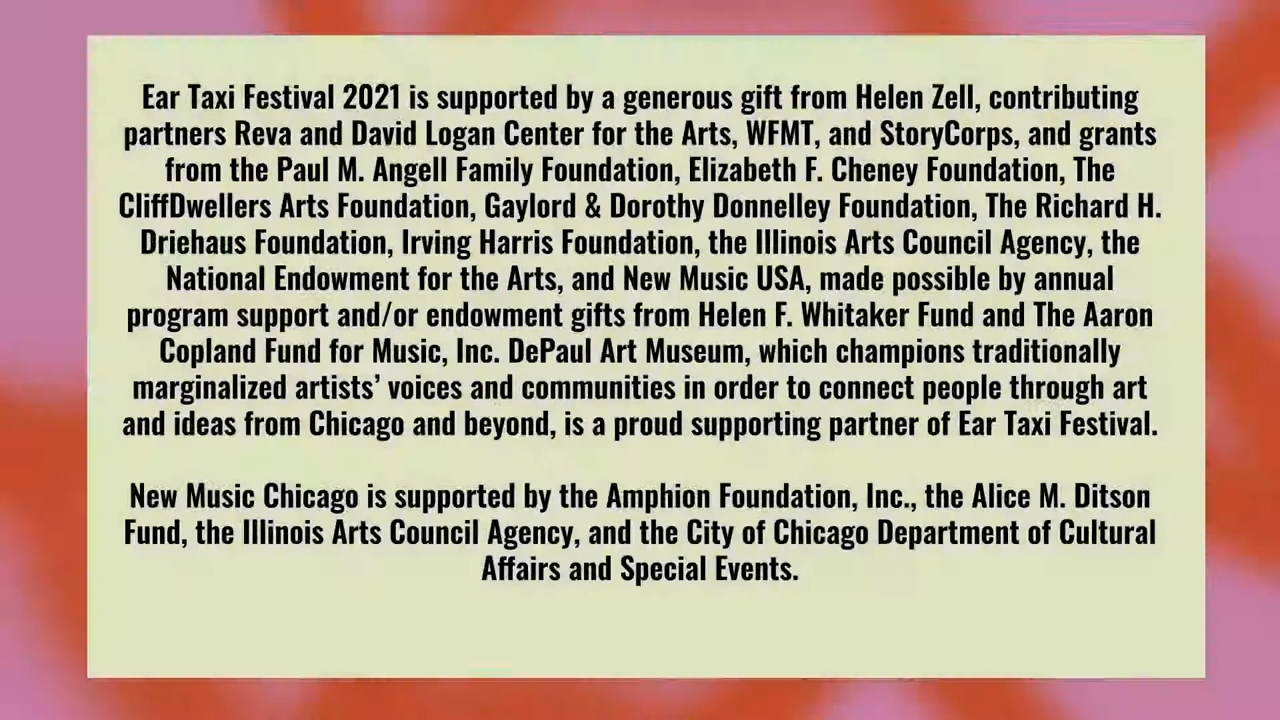 Ear Taxi Festival 2021 is supported by a generous gift from Helen Zell, contributing
partners Reva and David Logan Center for the Arts, WFMT, and StoryCorps, and grants
from the Paul M. Angell Family Foundation, Elizabeth F. Cheney Foundation, The
CliffDwellers Arts Foundation, Gaylord & Dorothy Donnelley Foundation, The Richard H.
Driehaus Foundation, Irving Harris Foundation, the Illinois Arts Council Agency, the
National Endowment for the Arts, and New Music USA, made possible by annual
program support and/or endowment gifts from Helen F. Whitaker Fund and The Aaron
Copland Fund for Music, Inc. DePaul Art Museum, which champions traditionally
marginalized artists’ voices and communities in order to connect people through art
and ideas from Chicago and beyond, is a proud supporting partner of Ear Taxi Festival.
New Music Chicago is supported by the Amphion Foundation, Inc., the Alice M. Ditson
Fund, the Illinois Arts Council Agency, and the City of Chicago Department of Cultural
Affairs and Special Events.